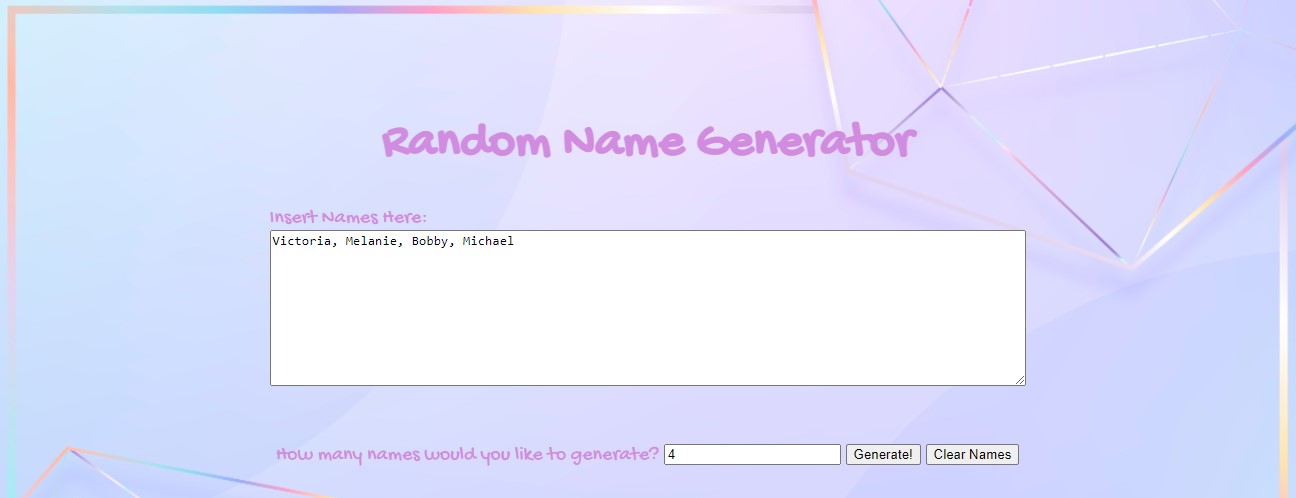 Random Name Generator
Insert Names Here:
Victoria, Melanie, Bobby, Michael
How many names would you like to generate? 4 Generate! Clear Names